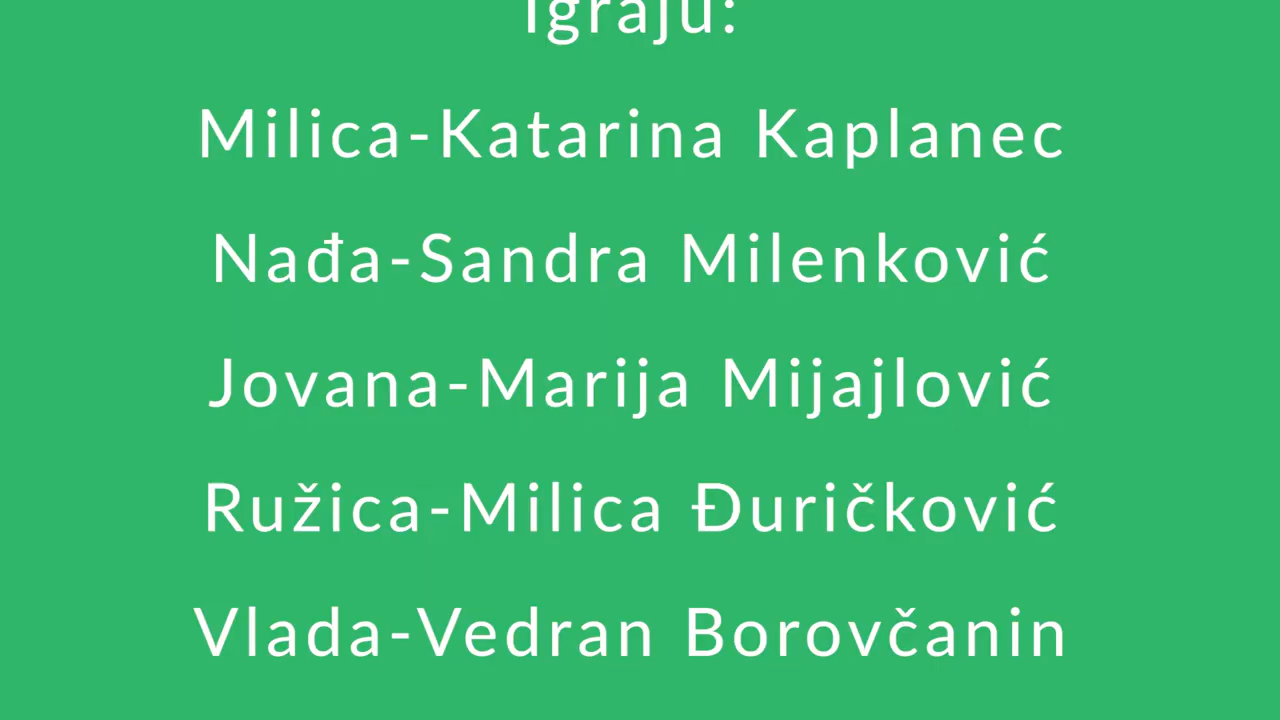 Igraju:
Milica-Katarina Kaplanec
Nađa-Sandra Milenković
Jovana-Marija Mijajlović
Ružica-Milica Đuričković
Vlada-Vedran Borovčanin